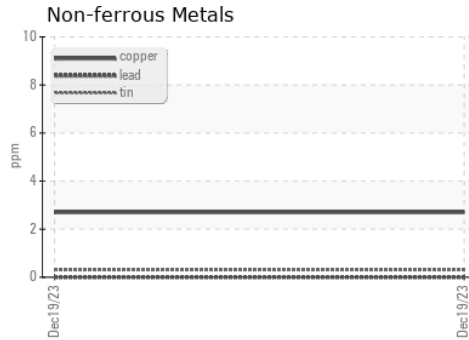 Non-ferrous Metals
10
copper
lead
tin
8
6
ppm
4
2
0
Dec19/23
Dec19/23